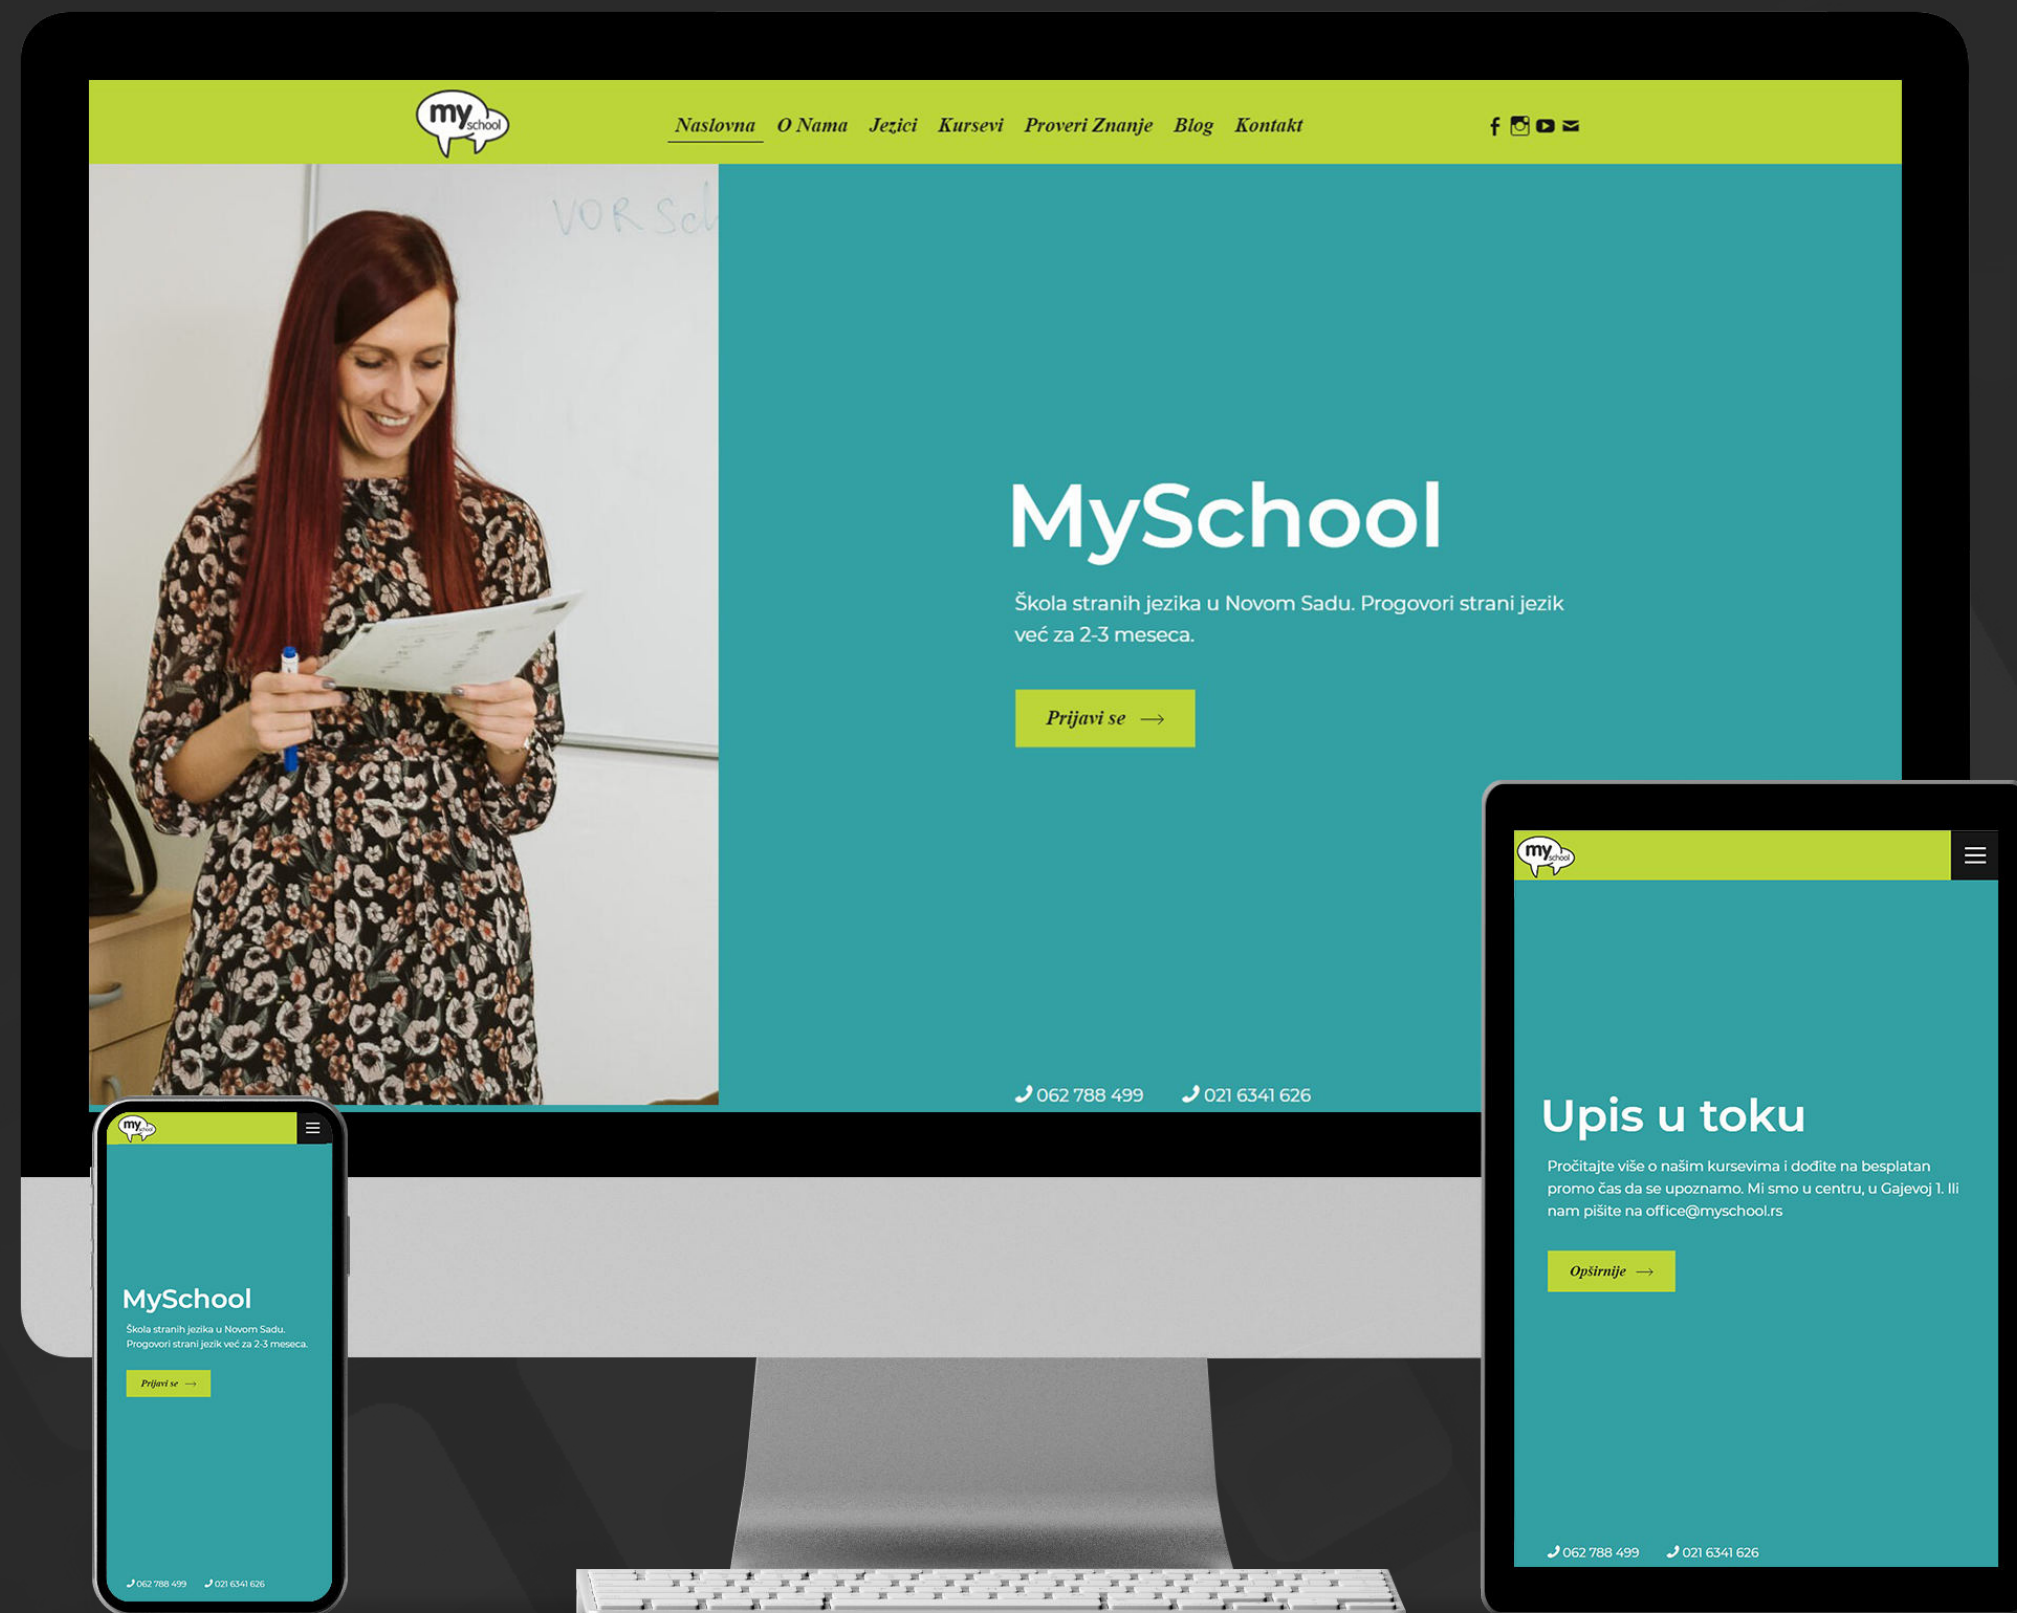 my school
Naslovna O Nama Jezici Kursevi Proveri Znanje Blog Kontakt
VOR Sch
MySchool
Škola stranih jezika u Novom Sadu. Progovori strani jezik
već za 2-3 meseca.
Prijavi se
062 788 499 021 6341 626
my school
MySchool
Škola stranih jezika u Novom Sadu.
Progovori strani jezik već za 2-3 meseca.
Prijavi se
062 788 499 021 6341 626
my school
Upis u toku
Pročitajte više o našim kursevima i dođite na besplatan
promo čas da se upoznamo. Mi smo u centru, u Gajevoj 1. Ili
nam pišite na office@myschool.rs
Opširnije
062 788 499 021 6341 626